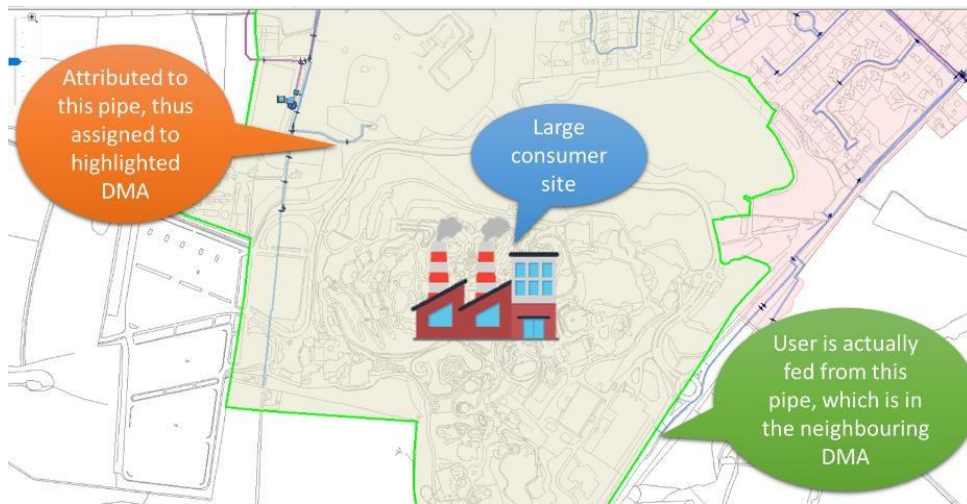 Attributed to
this pipe, thus
assigned to
highlighted
DMA
Large
consumer
site
User is actually
fed from this
pipe, which is in
the neighbouring
DMA